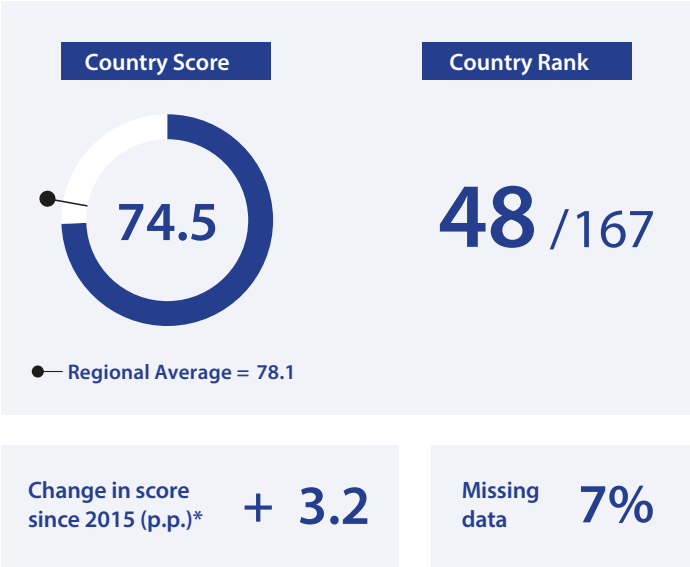 Country Score
Country Rank
74.5
48 /167
Regional Average = 78.1
Change in score
since 2015 (p.p.)*
+ 3.2
Missing
data
7%